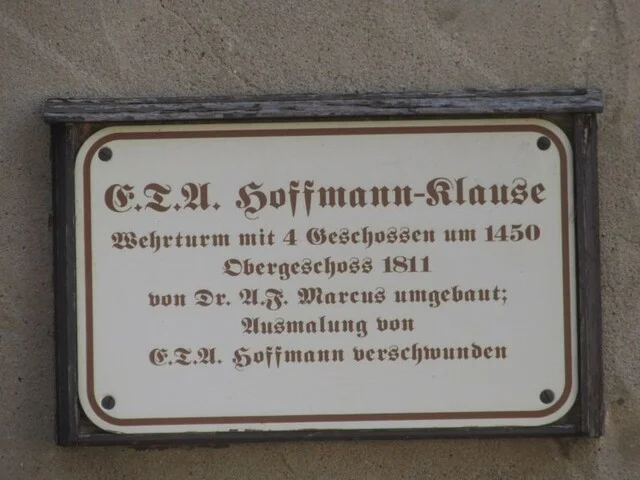 E.T.A. Hoffmann-Klause
Wehrturm mit 4 Geschossen um 1450
Obergeschoss 1811
von Dr. A.F. Marcus umgebaut;
Ausmalung von
E.T.A. Hoffmann verschwunden